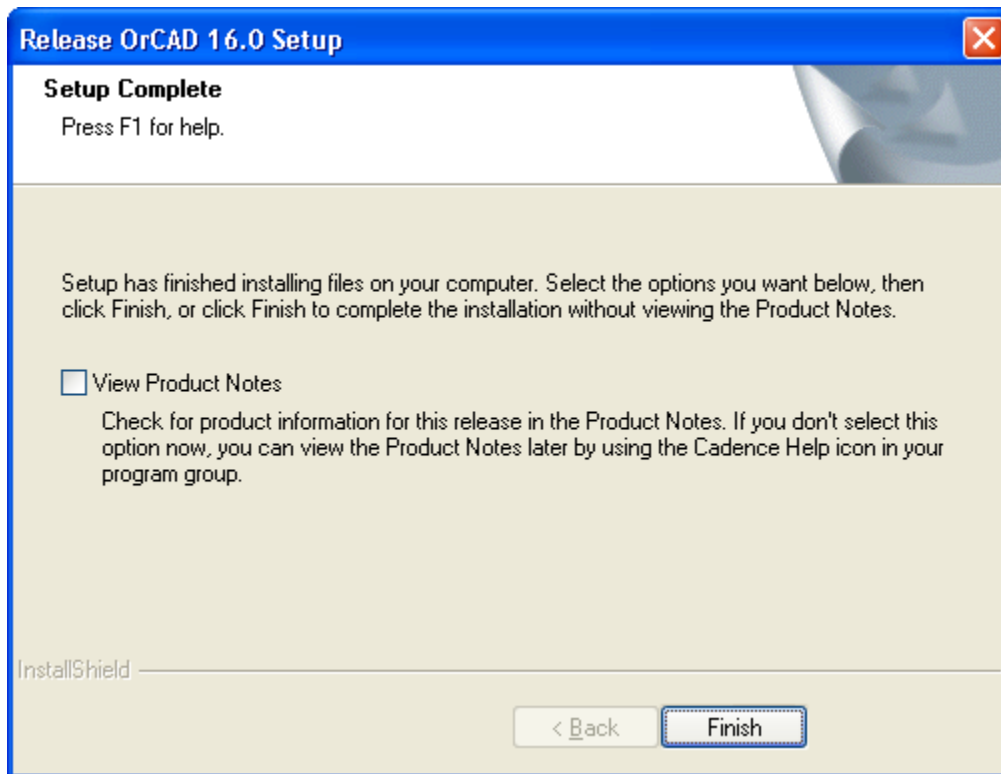 Release OrCAD 16.0 Setup
Setup Complete
Press F1 for help.
Setup has finished installing files on your computer. Select the options you want below, then
click Finish, or click Finish to complete the installation without viewing the Product Notes.
View Product Notes
Check for product information for this release in the Product Notes. If you don't select this
option now, you can view the Product Notes later by using the Cadence Help icon in your
program group.
InstallShield
< Back
Finish